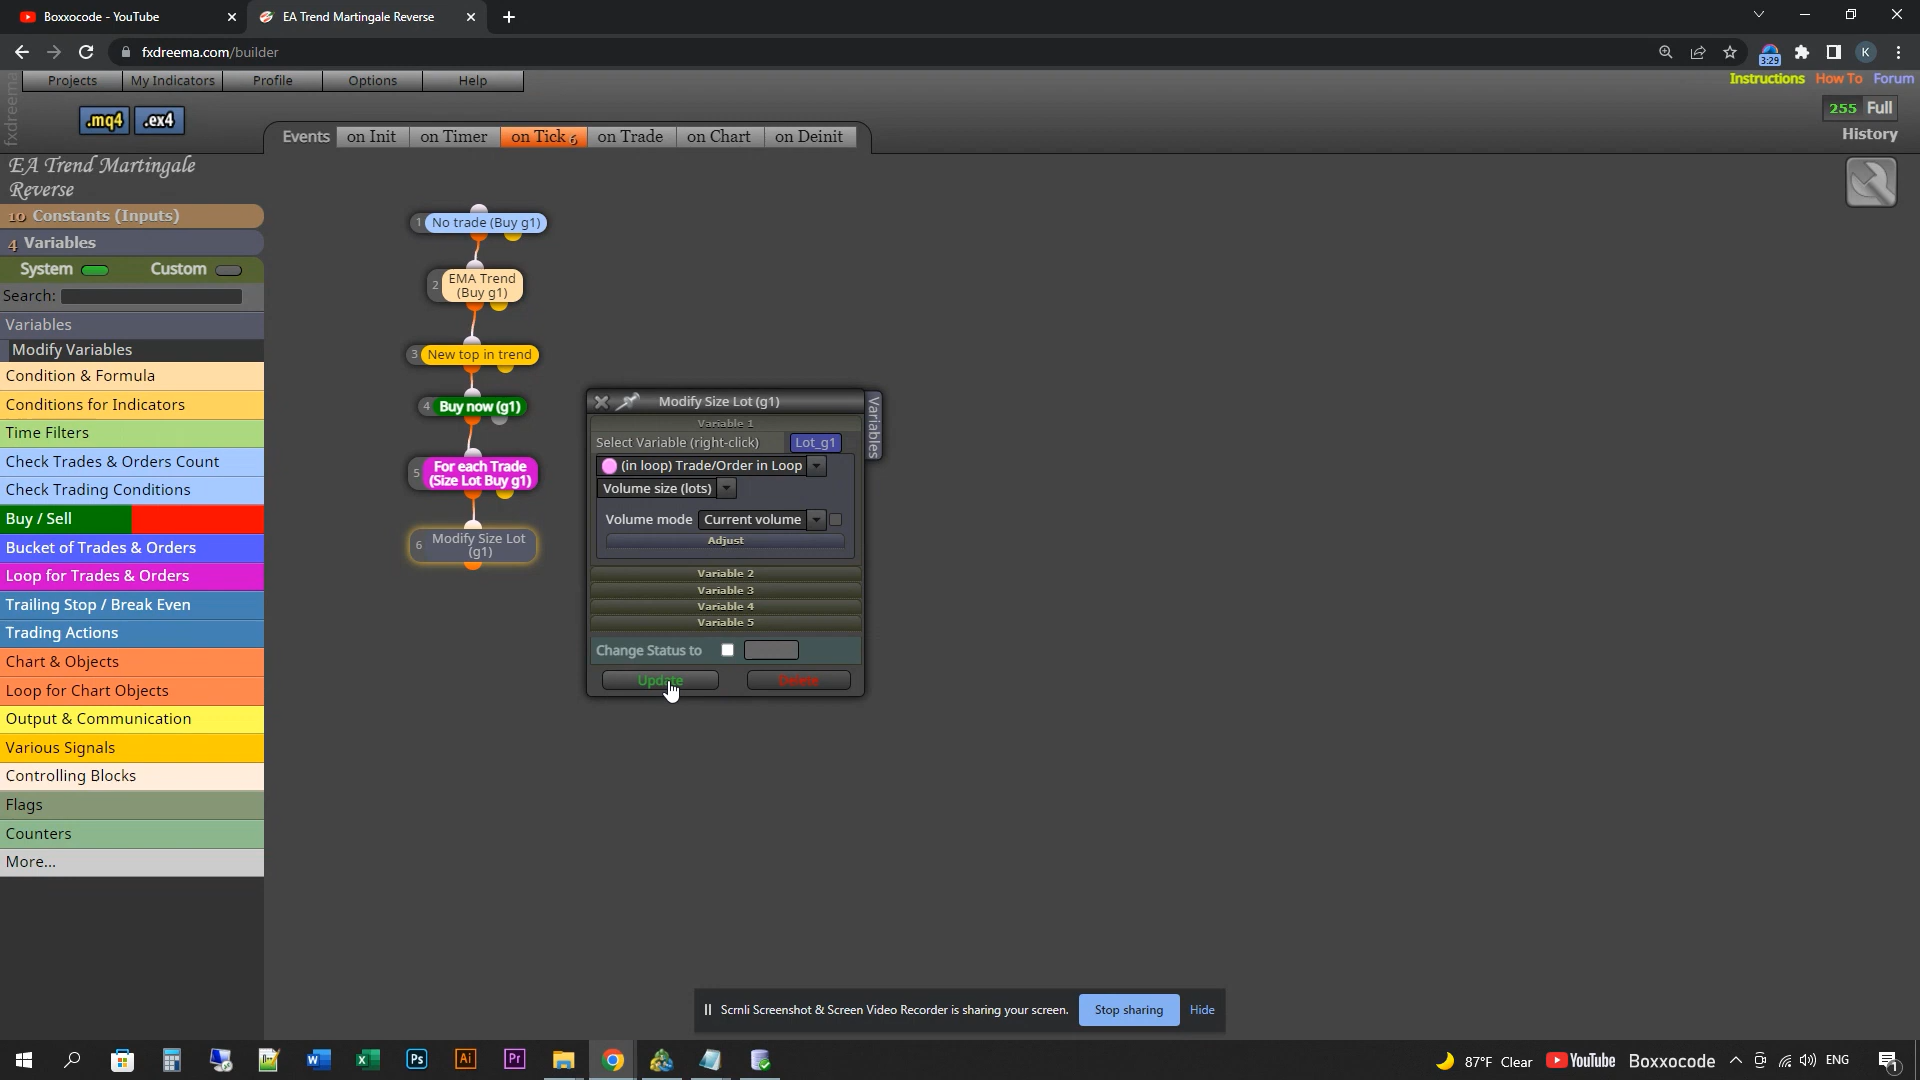 Boxxocode - YouTube
EA Trend Martingale Reverse
fxdreema.com/builder
3:29
K
fxdreema
Projects
My Indicators
Profile
Options
Help
Instructions
How To
Forum
.mq4
.ex4
255 Full
History
Events
on Init
on Timer
on Tick 6
on Trade
on Chart
on Deinit
EA Trend Martingale
Reverse
10 Constants (Inputs)
4 Variables
System
Custom
Search:
Variables
Modify Variables
Condition & Formula
Conditions for Indicators
Time Filters
Check Trades & Orders Count
Check Trading Conditions
Buy / Sell
Bucket of Trades & Orders
Loop for Trades & Orders
Trailing Stop / Break Even
Trading Actions
Chart & Objects
Loop for Chart Objects
Output & Communication
Various Signals
Controlling Blocks
Flags
Counters
More...
1 No trade (Buy g1)
2 EMA Trend
(Buy g1)
3 New top in trend
4 Buy now (g1)
5 For each Trade
(Size Lot Buy g1)
6 Modify Size Lot
(g1)
Modify Size Lot (g1)
Variables
Variable 1
Select Variable (right-click)
Lot_g1
(in loop) Trade/Order in Loop
Volume size (lots)
Volume mode
Current volume
Adjust
Variable 2
Variable 3
Variable 4
Variable 5
Change Status to
Update
Delete
Scrnli Screenshot & Screen Video Recorder is sharing your screen.
Stop sharing
Hide
Ps
Ai
Pr
87°F Clear
YouTube
Boxxocode
ENG
1